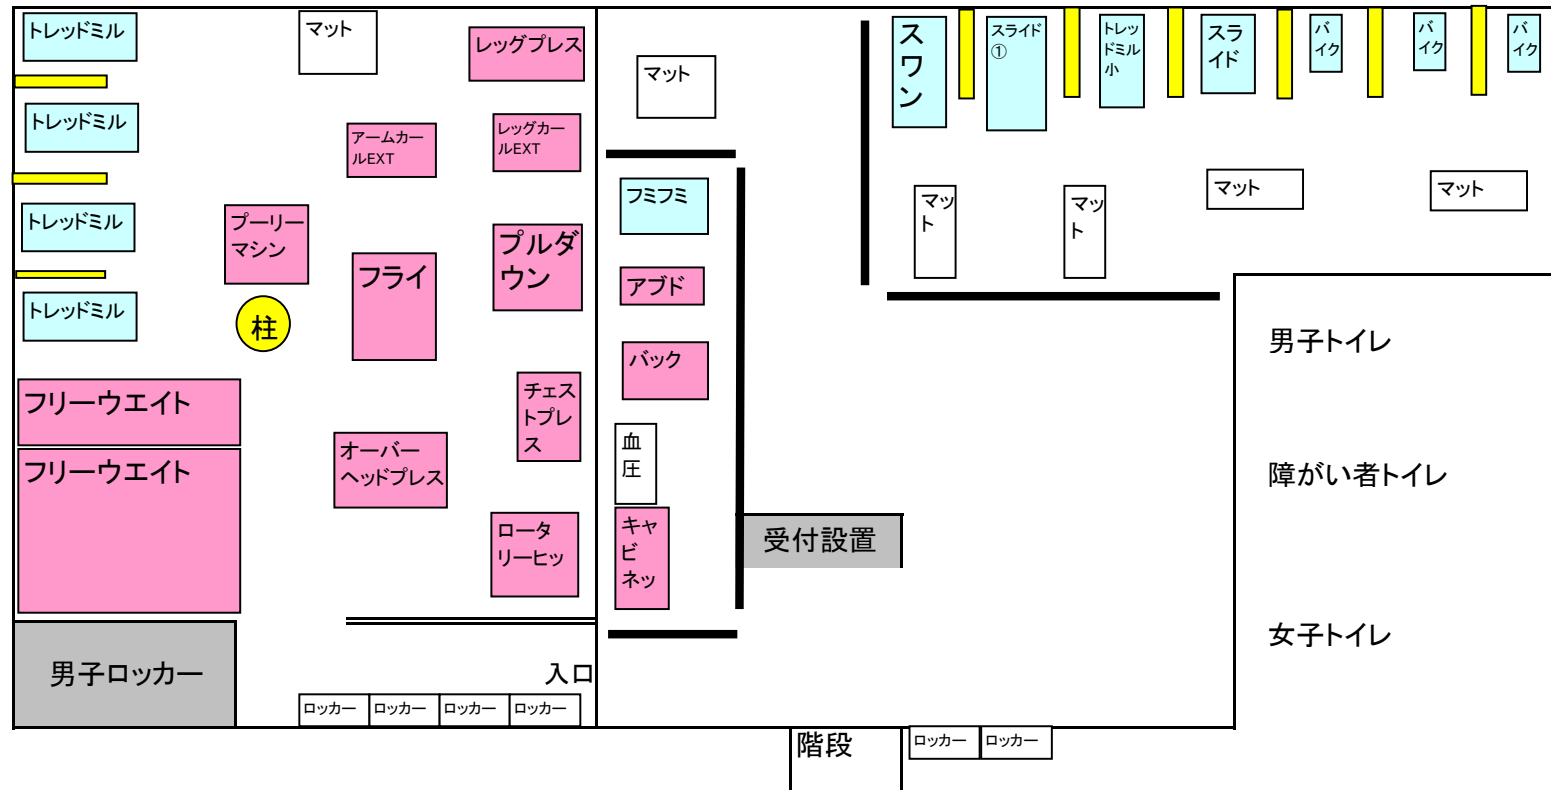 トレッドミル
マット
レッグプレス
マット
スワン
スライド
①
トレッ
ドミル
小
スラ
イド
バ
イク
バ
イク
バ
イク
トレッドミル
アームカー
ルEXT
レッグカー
ルEXT
フミフミ
マッ
ト
マッ
ト
マット
マット
トレッドミル
プーリー
マシン
フライ
プルダ
ウン
アブド
トレッドミル
柱
バック
男子トイレ
フリーウエイト
チェス
トプレ
ス
オーバー
ヘッドプレス
血
圧
フリーウエイト
障がい者トイレ
ロータ
リーヒッ
キャ
ビ
ネッ
受付設置
男子ロッカー
入口
女子トイレ
ロッカー
ロッカー
ロッカー
ロッカー
階段
ロッカー
ロッカー